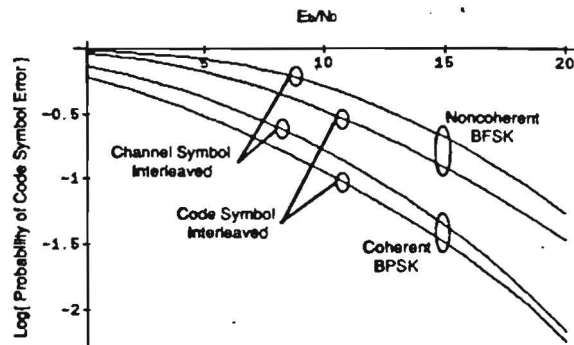 Eb/No
5
10
15
20
-0.5
-1
-1.5
-2
Log[ Probability of Code Symbol Error ]
Noncoherent
BFSK
Channel Symbol
Interleaved
Code Symbol
Interleaved
Coherent
BPSK